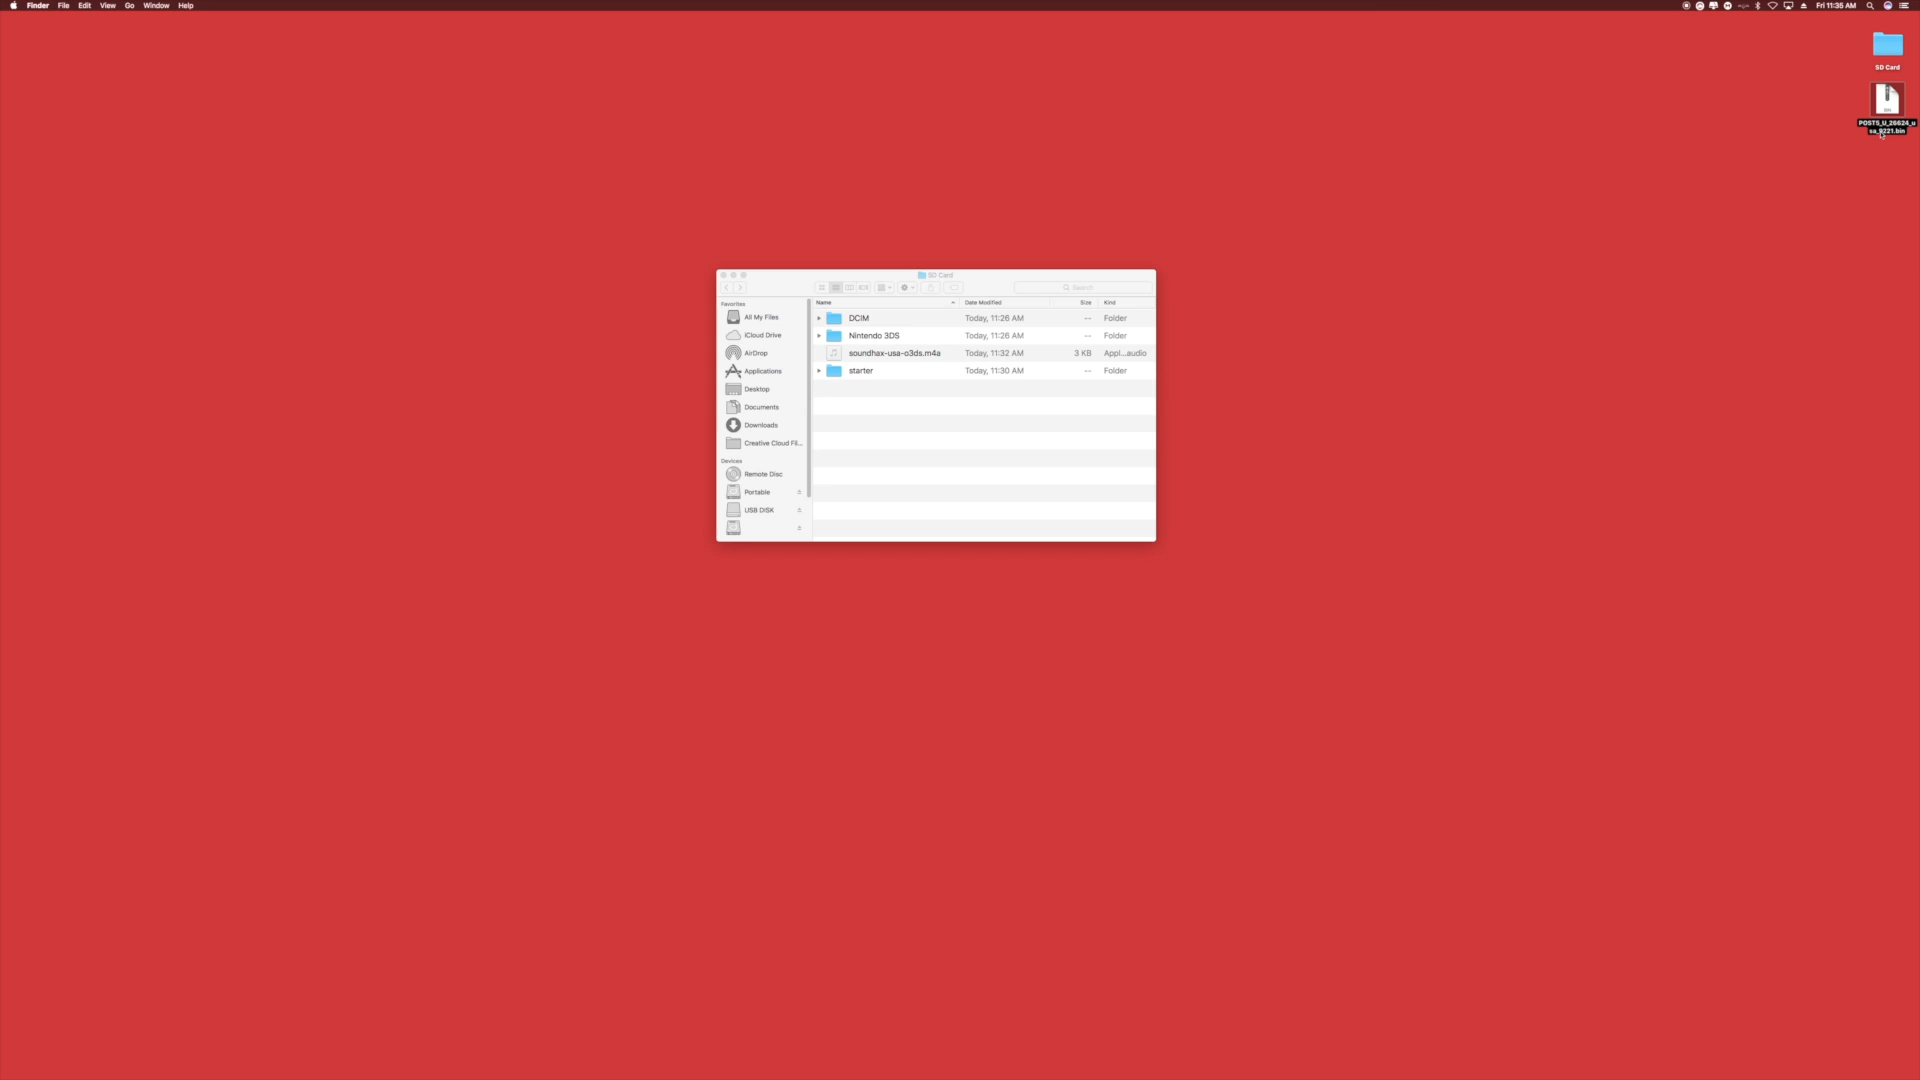 Finder File Edit View Go Window Help
Fri 11:35 AM
SD Card
POST5_U_26624_u
sa_9221.bin
SD Card
Search
Favorites
All My Files
iCloud Drive
AirDrop
Applications
Desktop
Documents
Downloads
Creative Cloud Fil...
Devices
Remote Disc
Portable
USB DISK
Name Date Modified Size Kind
DCIM Today, 11:26 AM -- Folder
Nintendo 3DS Today, 11:26 AM -- Folder
soundhax-usa-o3ds.m4a Today, 11:32 AM 3 KB Appl...audio
starter Today, 11:30 AM -- Folder